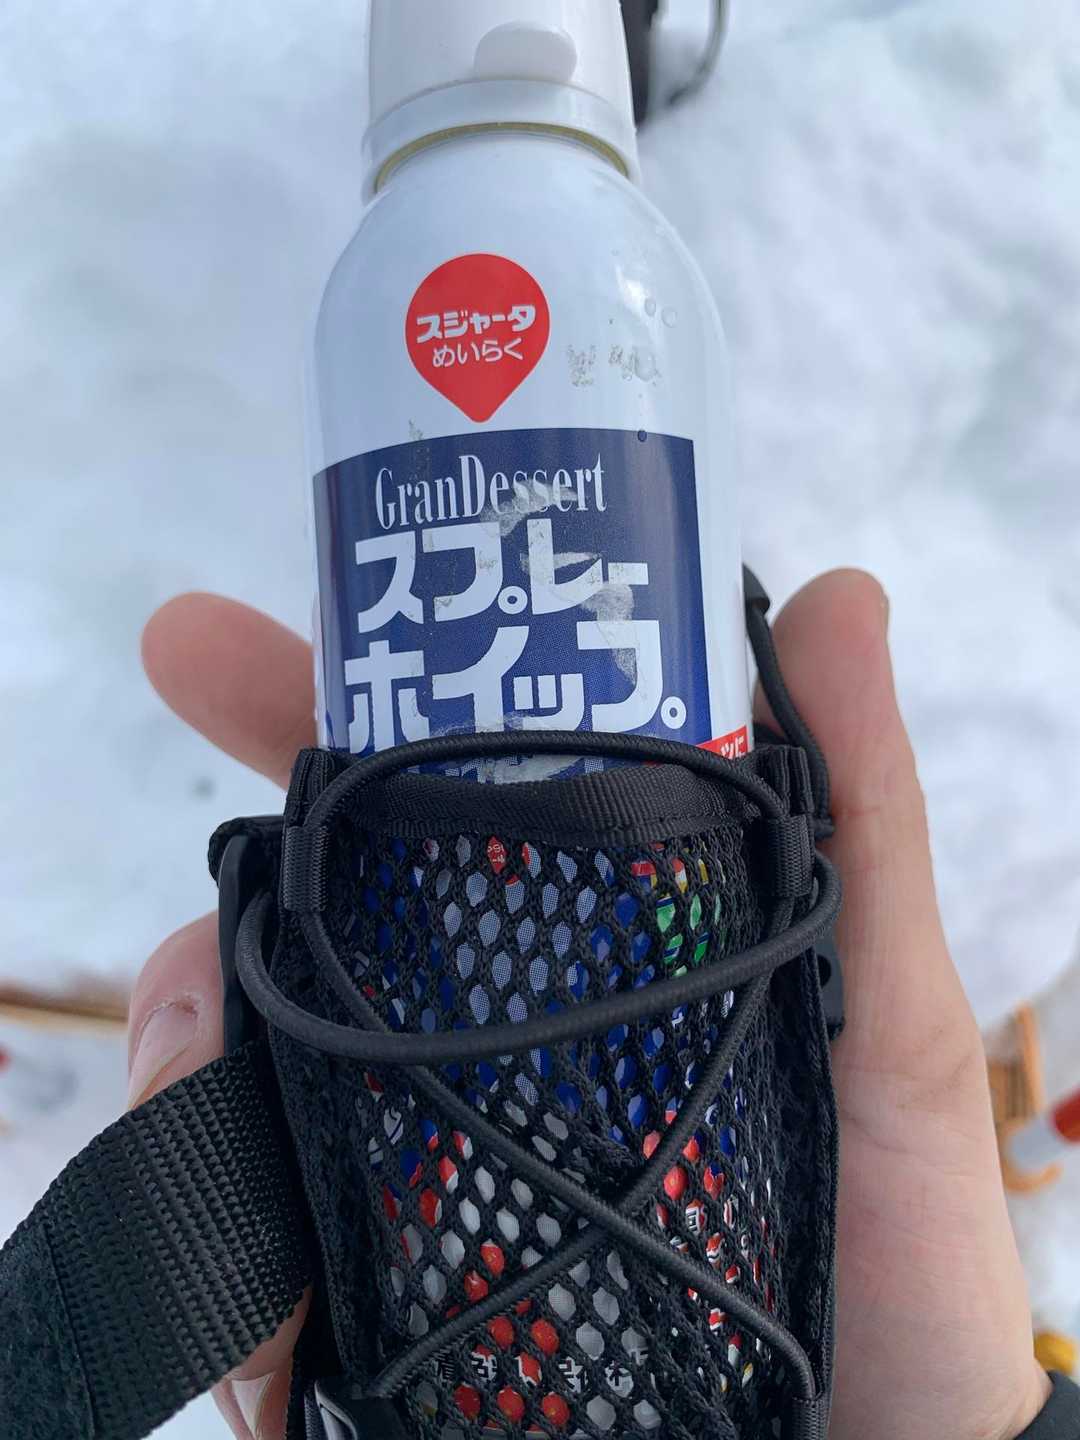 スジャータ
めいらく
GranDessert
スプレー
ホイップ